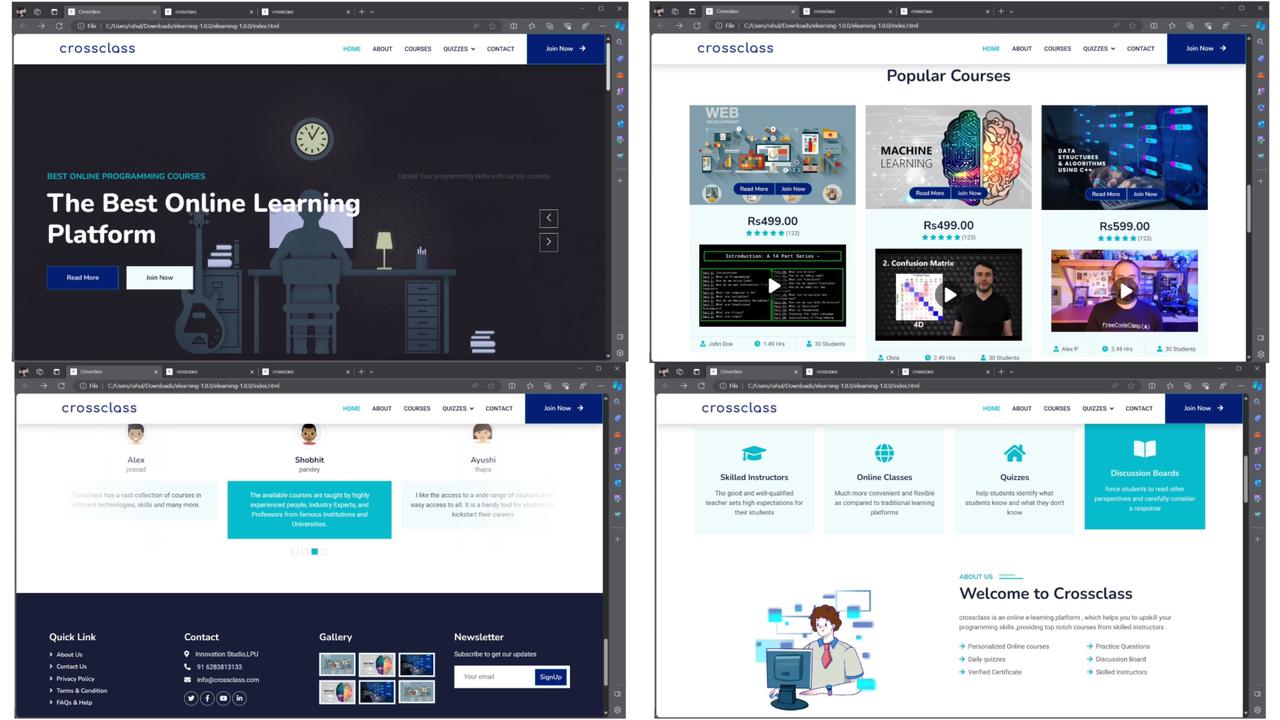 Crossclass
crossclass
crossclass
File
C:/Users/rahul/Downloads/elearning-1.0.0/elearning-1.0.0/index.html
crossclass
HOME ABOUT COURSES QUIZZES CONTACT
Join Now
BEST ONLINE PROGRAMMING COURSES
Upskill Your programming skills with our top courses
The Best Online Learning
Platform
Read More
Join Now
Crossclass
crossclass
crossclass
File
C:/Users/rahul/Downloads/elearning-1.0.0/elearning-1.0.0/index.html
crossclass
HOME ABOUT COURSES QUIZZES CONTACT
Join Now
Popular Courses
WEB
DEVELOPMENT
Read More Join Now
Rs499.00
(123)
Introduction: A 14 Part Series -
John Doe 1.49 Hrs 30 Students
MACHINE
LEARNING
Read More Join Now
Rs499.00
(123)
2. Confusion Matrix
4D
Chris 2.49 Hrs 30 Students
DATA
STRUCTURES
& ALGORITHMS
USING C++
Read More Join Now
Rs599.00
(123)
freeCodeCamp(A)
Alex P 3.49 Hrs 30 Students
Crossclass
crossclass
crossclass
File
C:/Users/rahul/Downloads/elearning-1.0.0/elearning-1.0.0/index.html
crossclass
HOME ABOUT COURSES QUIZZES CONTACT
Join Now
Alex
prasad
Crossclass has a vast collection of courses in
different technologies, skills and many more.
Shobhit
pandey
The available courses are taught by highly
experienced people, Industry Experts, and
Professors from famous Institutions and
Universities.
Ayushi
thapa
I like the access to a wide range of courses and
easy access to all. It is a handy tool for students to
kickstart their careers
Quick Link
About Us
Contact Us
Privacy Policy
Terms & Condition
FAQs & Help
Contact
Innovation Studio,LPU
91 6283813133
info@crossclass.com
Gallery
Newsletter
Subscribe to get our updates
Your email
SignUp
Crossclass
crossclass
crossclass
File
C:/Users/rahul/Downloads/elearning-1.0.0/elearning-1.0.0/index.html
crossclass
HOME ABOUT COURSES QUIZZES CONTACT
Join Now
Skilled Instructors
The good and well-qualified
teacher sets high expectations for
their students
Online Classes
Much more convenient and flexible
as compared to traditional learning
platforms
Quizzes
help students identify what
students know and what they don't
know
Discussion Boards
force students to read other
perspectives and carefully consider
a response
ABOUT US
Welcome to Crossclass
crossclass is an online e-learning platform , which helps you to upskill your
programming skills ,providing top notch courses from skilled instructors .
Personalized Online courses
Practice Questions
Daily quizzes
Discussion Board
Verified Certificate
Skilled Instructors